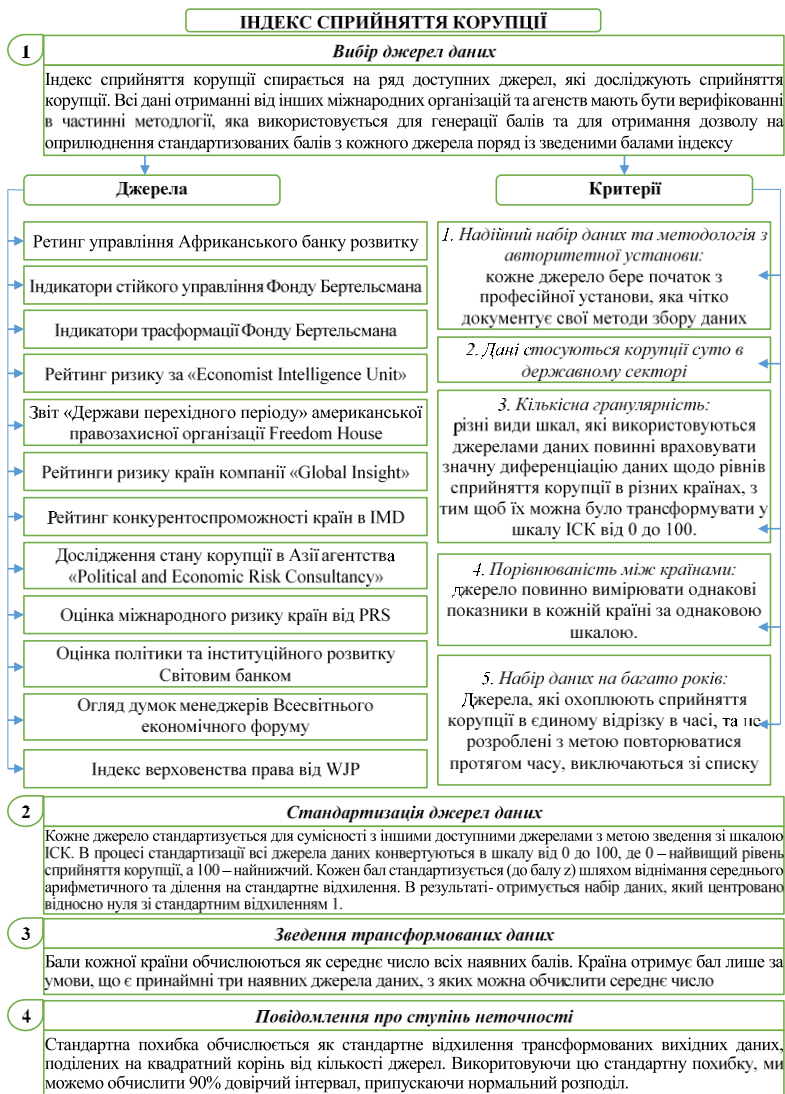 ІНДЕКС СПРИЙНЯТТЯ КОРУПЦІЇ
1
Вибір джерел даних
Індекс сприйняття корупції спирається на ряд доступних джерел, які досліджують сприйняття
корупції. Всі дані отриманні від інших міжнародних організацій та агенств мають бути верифікованні
в частинні методлогії, яка використовується для генерації балів та для отримання дозволу на
оприлюднення стандартизованих балів з кожного джерела поряд із зведеними балами індексу
Джерела
Ретинг управління Африканського банку розвитку
Індикатори стійкого управління Фонду Бертельсмана
Індикатори трасформації Фонду Бертельсмана
Рейтинг ризику за «Economist Intelligence Unit»
Звіт «Держави перехідного періоду» американської
правозахисної організації Freedom House
Рейтинги ризику країн компанії «Global Insight»
Рейтинг конкурентоспроможності країн в IMD
Дослідження стану корупції в Азії агентства
«Political and Economic Risk Consultancy»
Оцінка міжнародного ризику країн від PRS
Оцінка політики та інституційного розвитку
Світовим банком
Огляд думок менеджерів Всесвітнього
економічного форуму
Індекс верховенства права від WJP
Критерії
1. Надійний набір даних та методологія з
авторитетної установи:
кожне джерело бере початок з
професійної установи, яка чітко
документує свої методи збору даних
2. Дані стосуються корупції суто в
державному секторі
3. Кількісна гранулярність:
різні види шкал, які використовуються
джерелами даних повинні враховувати
значну диференціацію даних щодо рівнів
сприйняття корупції в різних країнах, з
тим щоб їх можна було трансформувати у
шкалу ІСК від 0 до 100.
4. Порівнюваність між країнами:
джерело повинно вимірювати однакові
показники в кожній країні за однаковою
шкалою.
5. Набір даних на багато років:
Джерела, які охоплюють сприйняття
корупції в єдиному відрізку в часі, та не
розроблені з метою повторюватися
протягом часу, виключаються зі списку
2
Стандартизація джерел даних
Кожне джерело стандартизується для сумісності з іншими доступними джерелами з метою зведення зі шкалою
ІСК. В процесі стандартизації всі джерела даних конвертуються в шкалу від 0 до 100, де 0 – найвищий рівень
сприйняття корупції, а 100 – найнижчий. Кожен бал стандартизується (до балу z) шляхом віднімання середнього
арифметичного та ділення на стандартне відхилення. В результаті- отримується набір даних, який центровано
відносно нуля зі стандартним відхиленням 1.
3
Зведення трансформованих даних
Бали кожної країни обчислюються як середнє число всіх наявних балів. Країна отримує бал лише за
умови, що є принаймні три наявних джерела даних, з яких можна обчислити середнє число
4
Повідомлення про ступінь неточності
Стандартна похибка обчислюється як стандартне відхилення трансформованих вихідних даних,
поділених на квадратний корінь від кількості джерел. Викоритовуючи цю стандартну похибку, ми
можемо обчислити 90% довірчий інтервал, припускаючи нормальний розподіл.